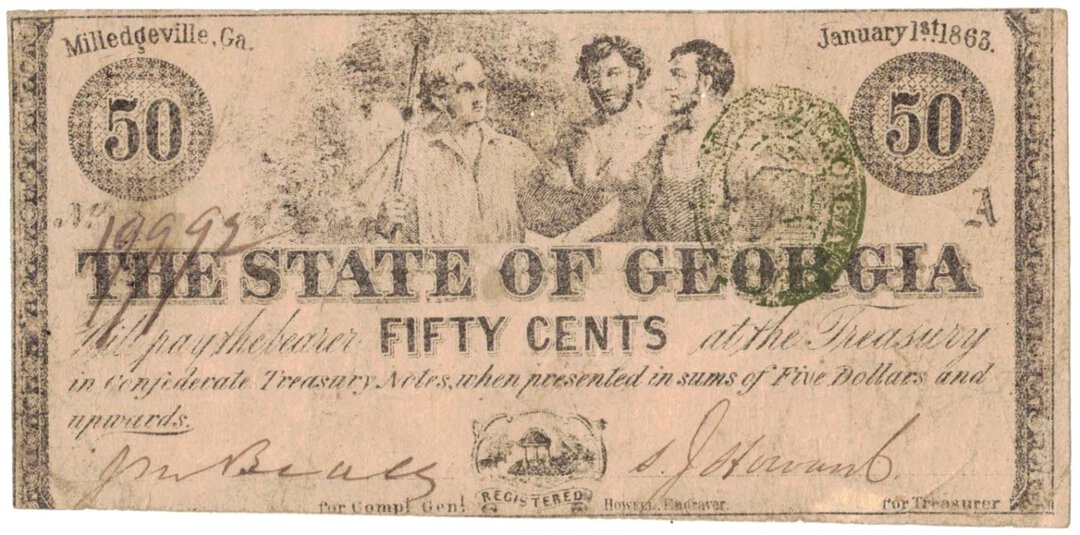 Milledgeville, Ga.
January 1st. 1863.
50
50
No. 19992
A
THE STATE OF GEORGIA
Will pay the bearer FIFTY CENTS at the Treasury
in Confederate Treasury Notes, when presented in sums of Five Dollars and
upwards.
for Compt Genl
REGISTERED
Howell, Engraver.
for Treasurer